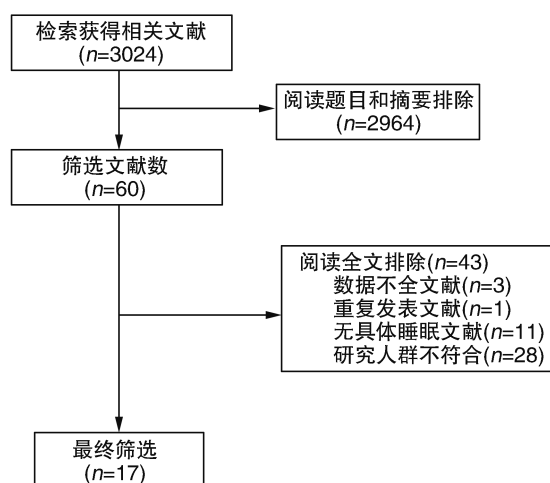 检索获得相关文献
(n=3024)
阅读题目和摘要排除
(n=2964)
筛选文献数
(n=60)
阅读全文排除(n=43)
数据不全文献(n=3)
重复发表文献(n=1)
无具体睡眠文献(n=11)
研究人群不符合(n=28)
最终筛选
(n=17)